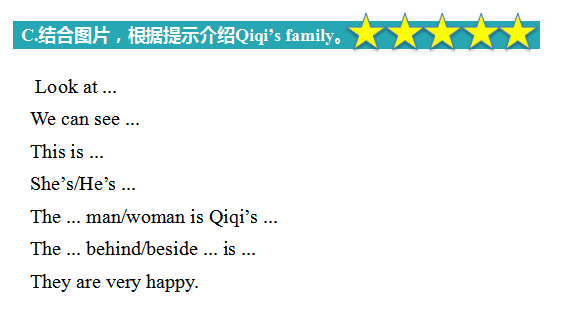 C.结合图片，根据提示介绍Qiqi’s family。
Look at ...
We can see ...
This is ...
She’s/He’s ...
The ... man/woman is Qiqi’s ...
The ... behind/beside ... is ...
They are very happy.